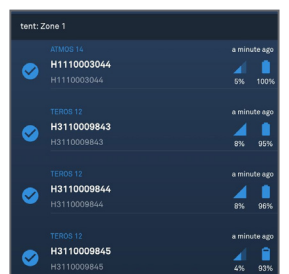 tent: Zone 1
ATMOS 14 a minute ago
H1110003044
H1110003044 5% 100%
TEROS 12 a minute ago
H3110009843
H3110009843 8% 95%
TEROS 12 a minute ago
H3110009844
H3110009844 8% 96%
TEROS 12 a minute ago
H3110009845
H3110009845 4% 93%